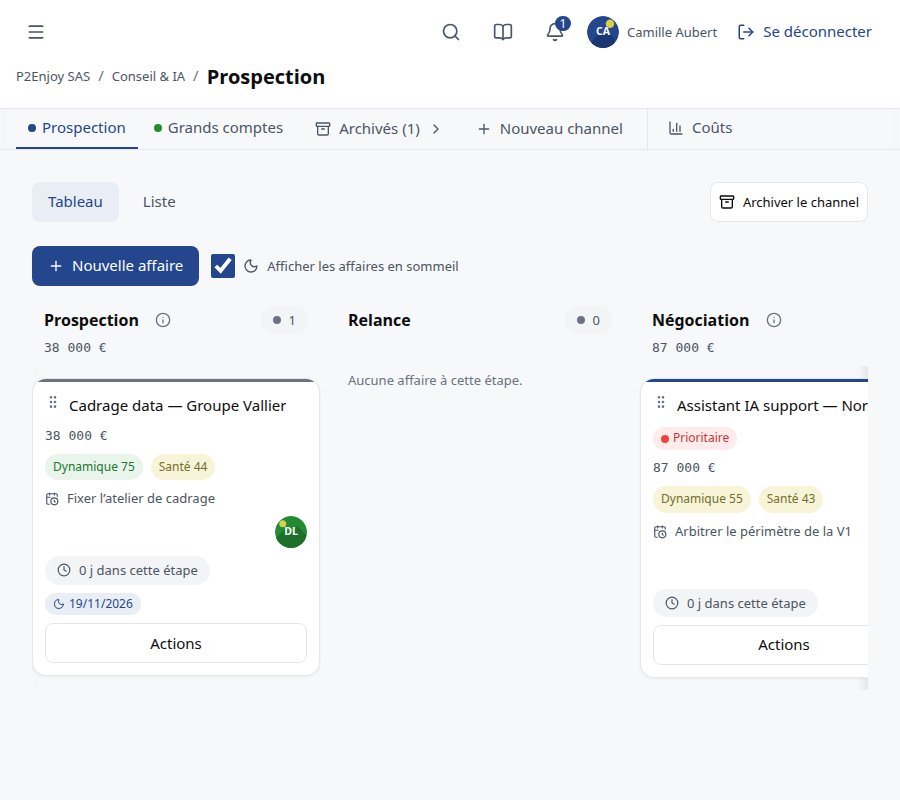 1
CA
Camille Aubert
Se déconnecter
P2Enjoy SAS / Conseil & IA / Prospection
Prospection
Grands comptes
Archivés (1)
Nouveau channel
Coûts
Tableau
Liste
Archiver le channel
Nouvelle affaire
Afficher les affaires en sommeil
Prospection
1
38 000 €
Cadrage data — Groupe Vallier
38 000 €
Dynamique 75
Santé 44
Fixer l’atelier de cadrage
DL
0 j dans cette étape
19/11/2026
Actions
Relance
0
Aucune affaire à cette étape.
Négociation
87 000 €
Assistant IA support — Nor
Prioritaire
87 000 €
Dynamique 55
Santé 43
Arbitrer le périmètre de la V1
0 j dans cette étape
Actions